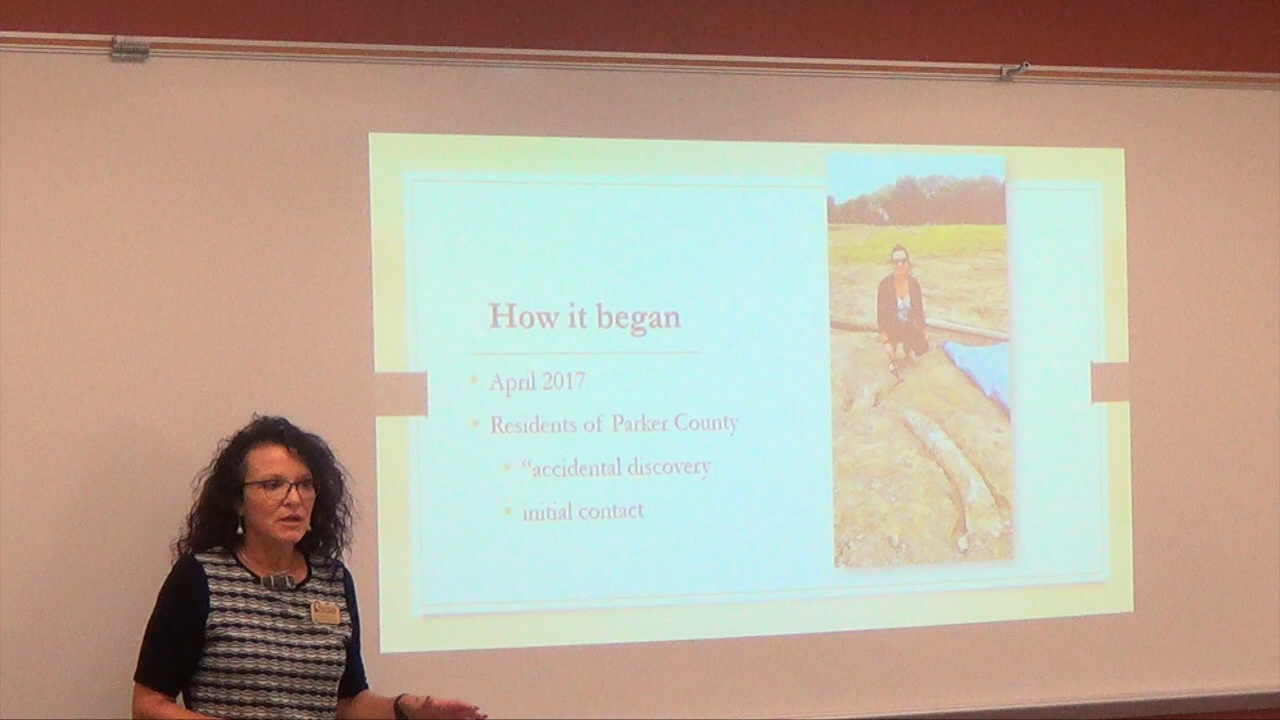 How it began
April 2017
Residents of Parker County
“accidental discovery
initial contact